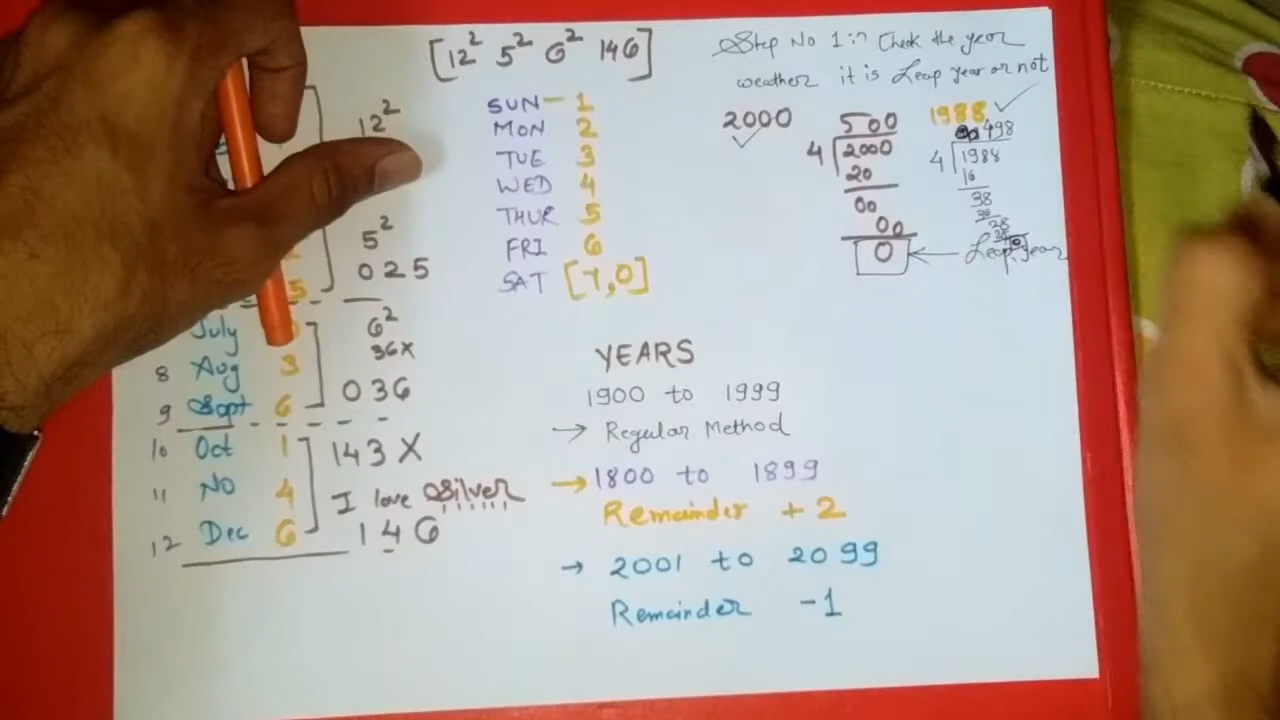 [12² 5² 6² 146]
12²
5²
025
5
July
6²
36x
8 Aug 3
036
9 Sept 6
10 Oct 1
143 X
11 No 4
I love Silver
12 Dec 6
146
SUN - 1
MON 2
TUE 3
WED 4
THUR 5
FRI 6
SAT [7,0]
Step No 1:- Check the year
weather it is Leap year or not
2000
500
4 2000
20
00
00
0
Leap year
1988
498
4 1988
16
38
28
YEARS
1900 to 1999
→ Regular Method
→ 1800 to 1899
Remainder +2
→ 2001 to 2099
Remainder -1